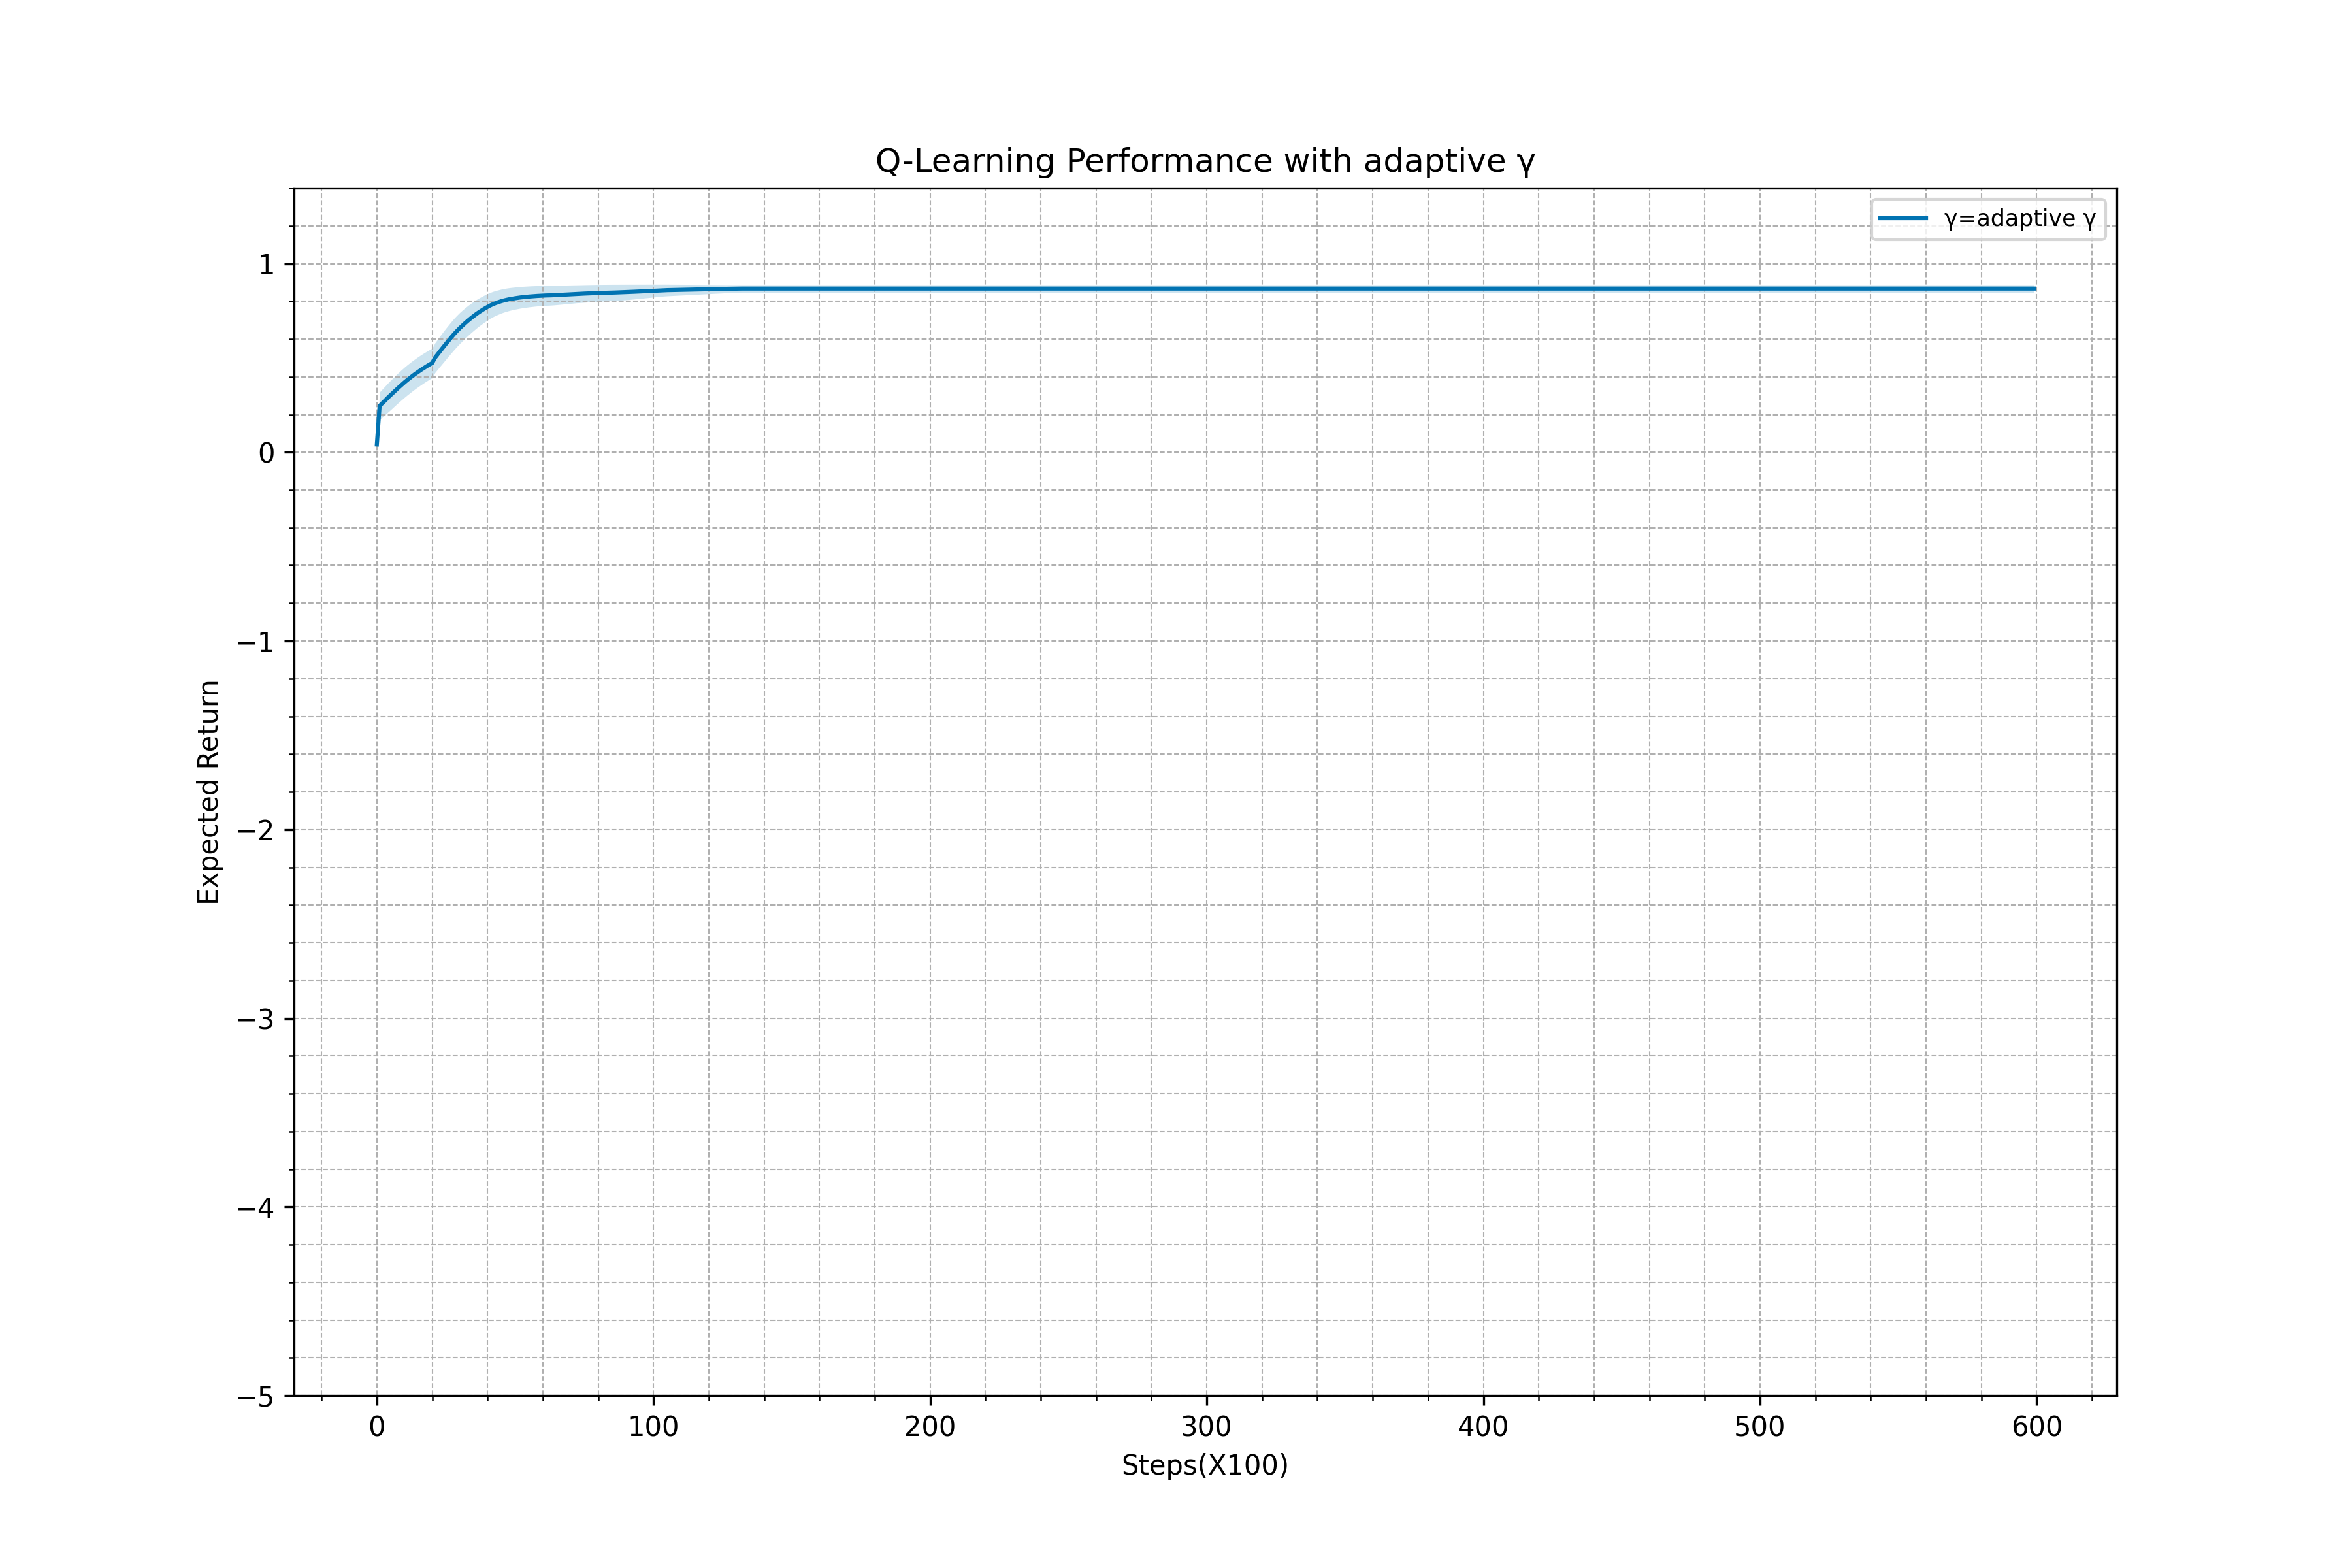 Q-Learning Performance with adaptive γ
γ=adaptive γ
1
0
−1
−2
−3
−4
−5
Expected Return
0 100 200 300 400 500 600
Steps(X100)